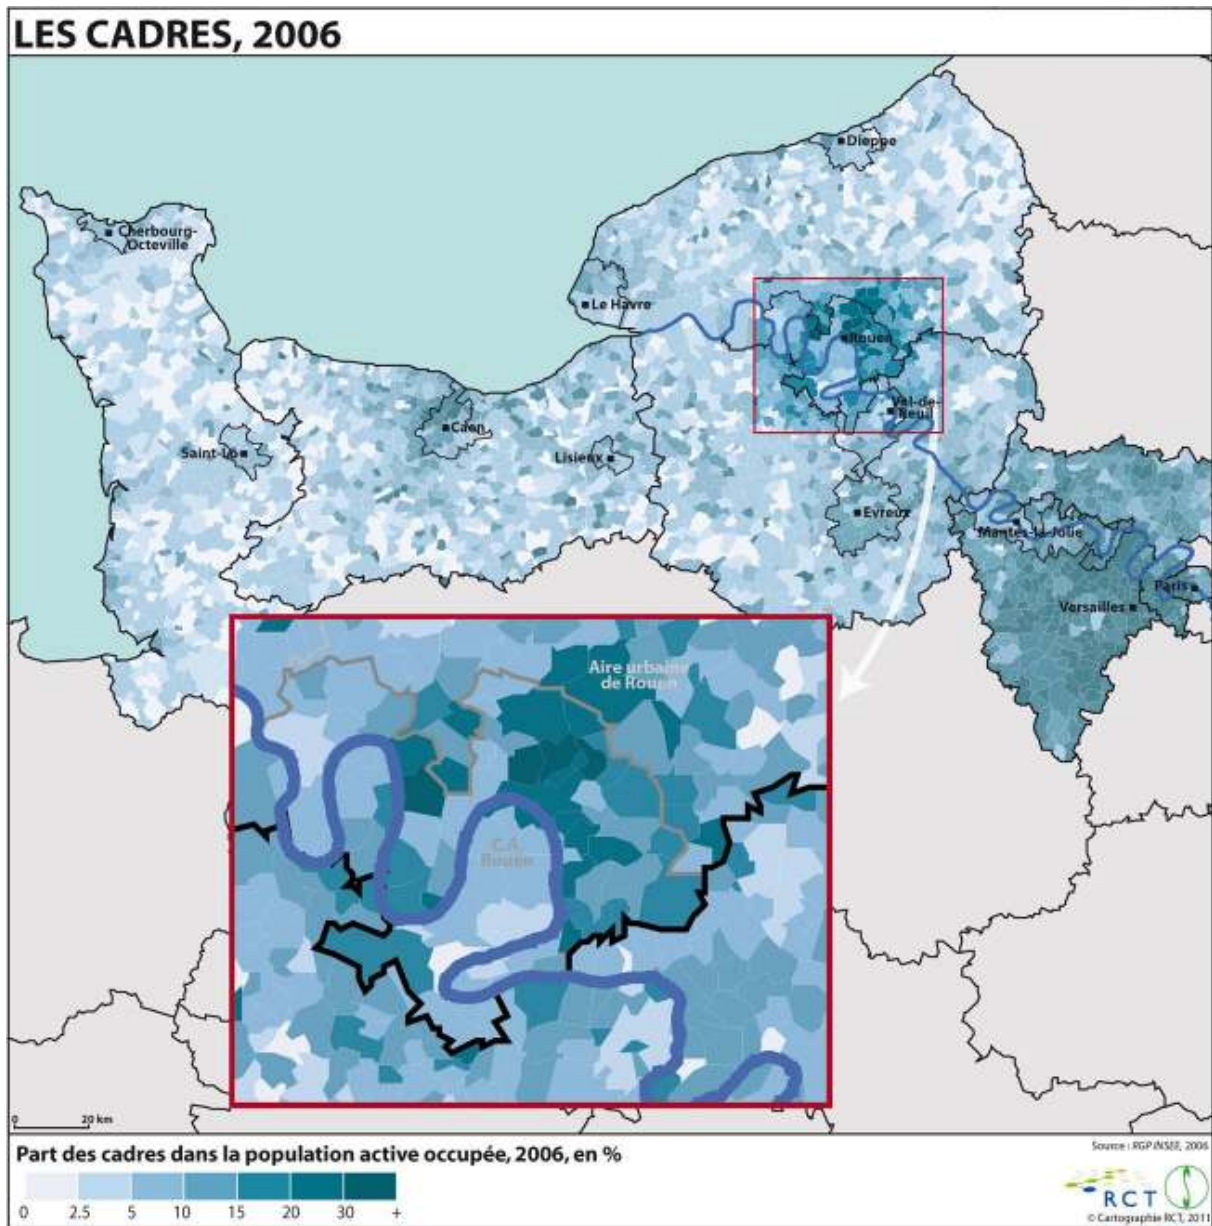 LES CADRES, 2006
Dieppe
Cherbourg-
Octeville
Le Havre
Rouen
Val-de-
Reuil
Caen
Saint-Lô
Lisieux
Evreux
Mantes-la-Jolie
Paris
Versailles
Aire urbaine
de Rouen
C.A.
Rouen
0 20 km
Part des cadres dans la population active occupée, 2006, en %
0 2.5 5 10 15 20 30 +
Source : RGP INSEE, 2006
RCT
© Cartographie RCT, 2011